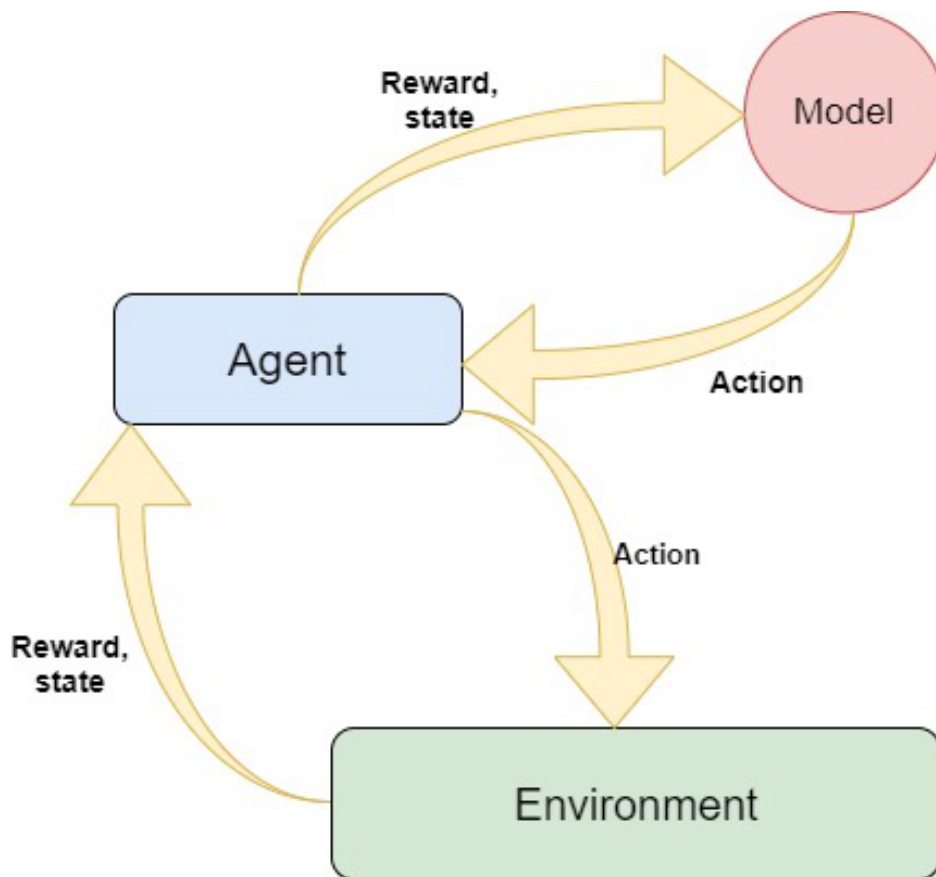 Reward,
state
Model
Agent
Action
Action
Reward,
state
Environment